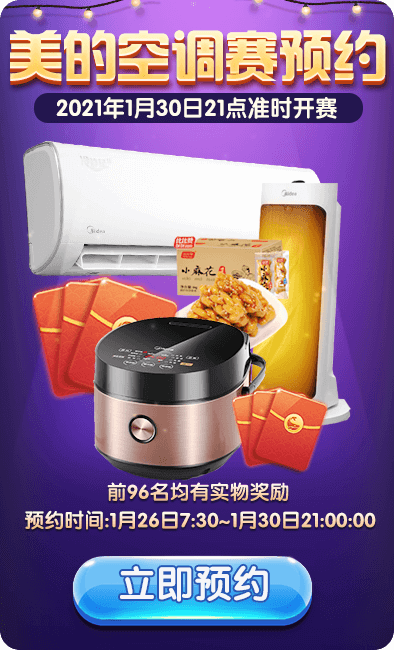 美的空调赛预约
2021年1月30日21点准时开赛
Midea
Midea
小麻花
前96名均有实物奖励
预约时间:1月26日7:30~1月30日21:00:00
立即预约